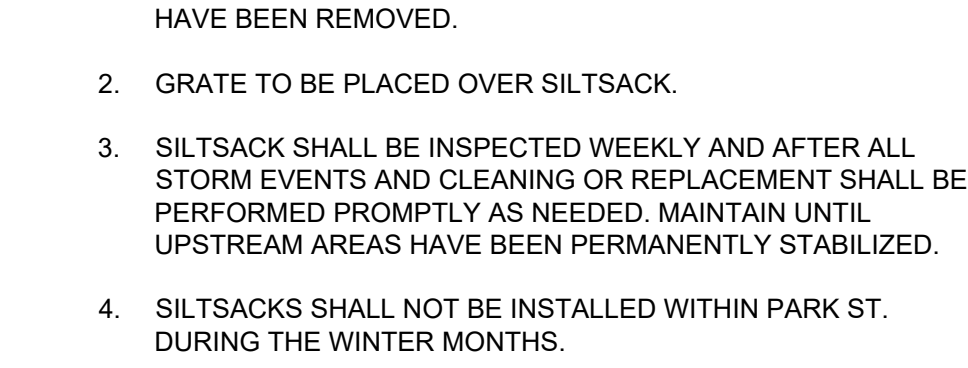 HAVE BEEN REMOVED.
2. GRATE TO BE PLACED OVER SILTSACK.
3. SILTSACK SHALL BE INSPECTED WEEKLY AND AFTER ALL
STORM EVENTS AND CLEANING OR REPLACEMENT SHALL BE
PERFORMED PROMPTLY AS NEEDED. MAINTAIN UNTIL
UPSTREAM AREAS HAVE BEEN PERMANENTLY STABILIZED.
4. SILTSACKS SHALL NOT BE INSTALLED WITHIN PARK ST.
DURING THE WINTER MONTHS.